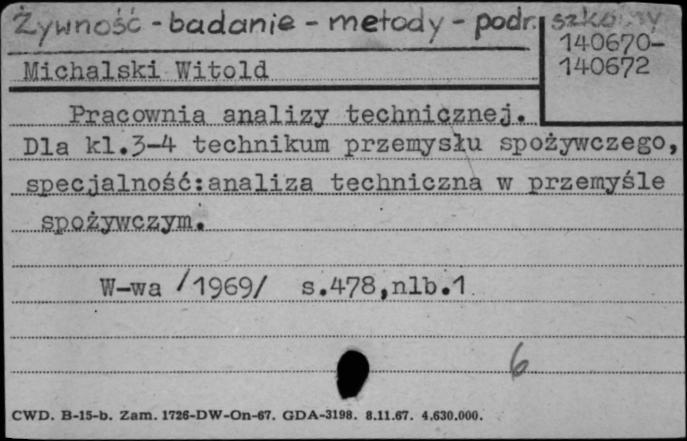 Żywność - badanie - metody - podr. szkolny
140670-
140672
Michalski Witold
Pracownia analizy technicznej.
Dla kl.3-4 technikum przemysłu spożywczego,
specjalność:analiza techniczna w przemyśle
spożywczym.
W-wa /1969/ s.478,nlb.1
6
CWD. B-15-b. Zam. 1726-DW-On-67. GDA-3198. 8.11.67. 4.630.000.